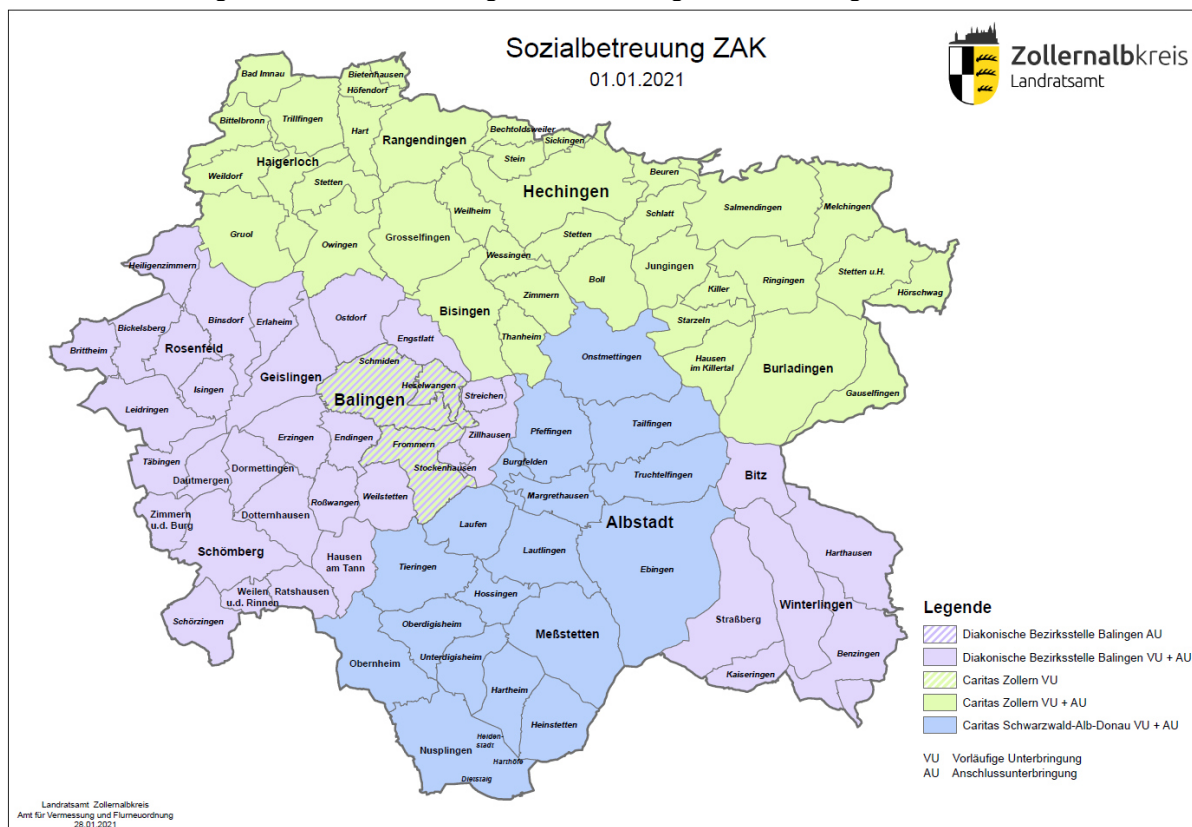 Sozialbetreuung ZAK
01.01.2021
Zollernalbkreis
Landratsamt
Bad Imnau
Bietenhausen
Höfendorf
Bittelbronn
Trillfingen
Hart
Rangendingen
Bechtoldsweiler
Sickingen
Stein
Haigerloch
Weildorf
Stetten
Hechingen
Beuren
Salmendingen
Melchingen
Weilheim
Schlatt
Gruol
Owingen
Grosselfingen
Stetten
Wessingen
Boll
Jungingen
Killer
Ringingen
Stetten u.H.
Hörschwag
Heiligenzimmern
Zimmern
Bisingen
Thanheim
Starzeln
Hausen
im Killertal
Burladingen
Gauselfingen
Ostdorf
Engstlatt
Onstmettingen
Bickelsberg
Binsdorf
Erlaheim
Brittheim
Rosenfeld
Schmiden
Heselwangen
Geislingen
Isingen
Balingen
Streichen
Leidringen
Pfeffingen
Tailfingen
Erzingen
Endingen
Frommern
Zillhausen
Täbingen
Dormettingen
Stockenhausen
Burgfelden
Truchtelfingen
Bitz
Dautmergen
Roßwangen
Weilstetten
Margrethausen
Zimmern
u.d. Burg
Dotternhausen
Laufen
Albstadt
Schömberg
Hausen
am Tann
Lautlingen
Harthausen
Tieringen
Ebingen
Weilen
u.d. Rinnen
Ratshausen
Hossingen
Winterlingen
Schörzingen
Oberdigisheim
Meßstetten
Straßberg
Obernheim
Unterdigisheim
Benzingen
Hartheim
Kaiseringen
Heinstetten
Nusplingen
Heiden-
stadt
Harthöfe
Legende
Diakonische Bezirksstelle Balingen AU
Diakonische Bezirksstelle Balingen VU + AU
Caritas Zollern VU
Caritas Zollern VU + AU
Caritas Schwarzwald-Alb-Donau VU + AU
VU Vorläufige Unterbringung
AU Anschlussunterbringung
Landratsamt Zollernalbkreis
Amt für Vermessung und Flurneuordnung
28.01.2021